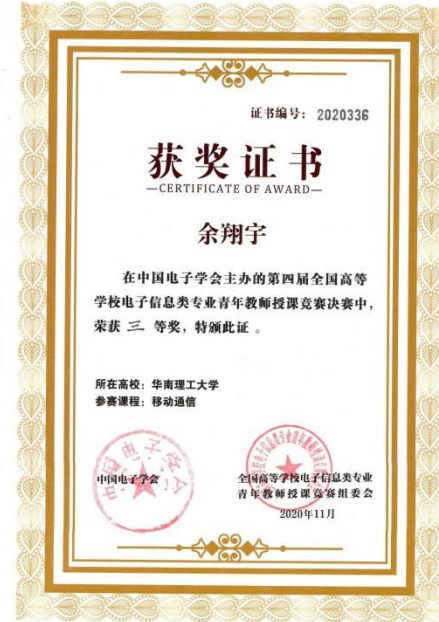 证书编号: 2020336
获奖证书
—CERTIFICATE OF AWARD—
余翔宇
在中国电子学会主办的第四届全国高等
学校电子信息类专业青年教师授课竞赛决赛中,
荣获 三 等奖, 特颁此证 。
所在高校: 华南理工大学
参赛课程: 移动通信
中国电子学会
中国电子学会
全国高等学校电子信息类专业
青年教师授课竞赛组委会
2020年11月